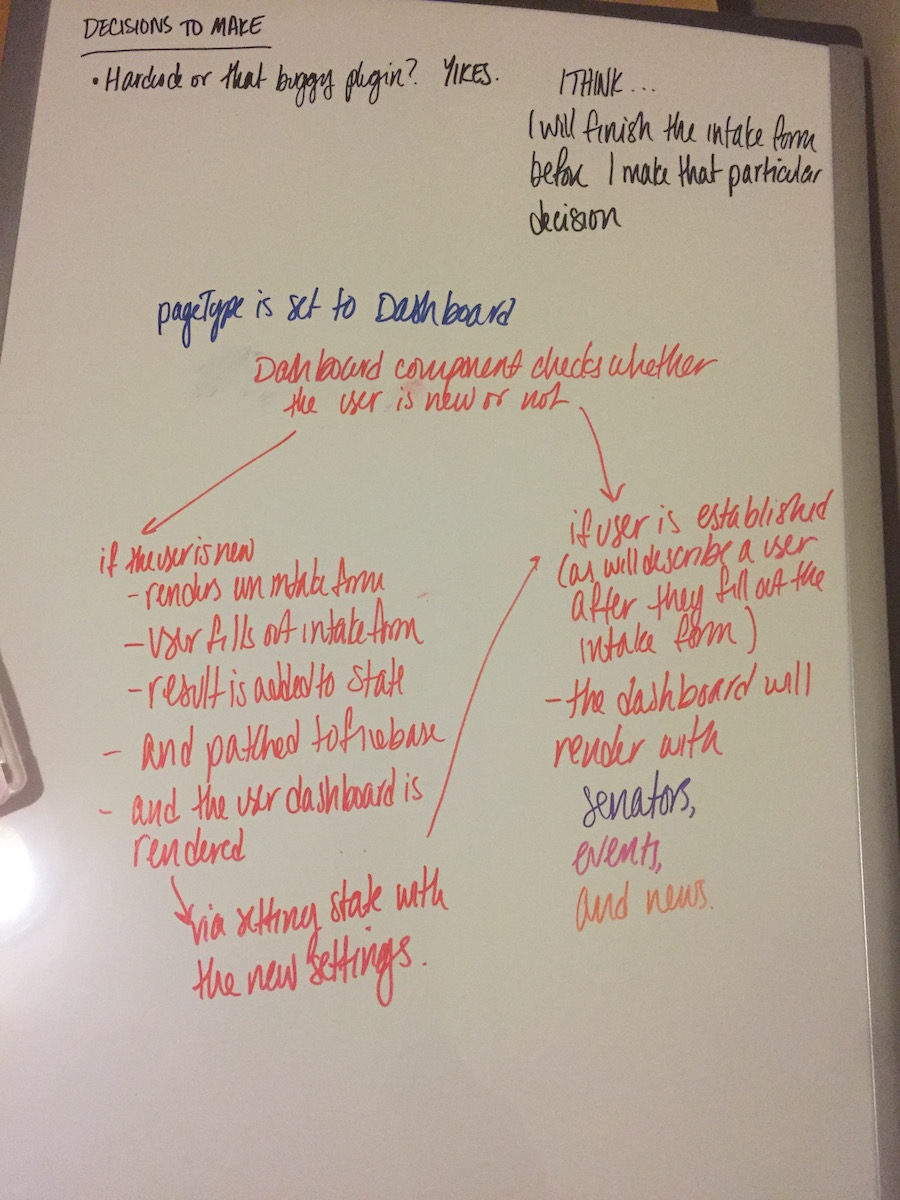 DECISIONS TO MAKE
• Hardcode or that buggy plugin? YIKES.
I THINK...
I will finish the intake form
before I make that particular
decision
pageType is set to Dashboard
Dashboard component checks whether
the user is new or not
if the user is new
- renders an intake form
- user fills out intake form
- result is added to state
- and patched to firebase
- and the user dashboard is
rendered
via setting state with
the new settings.
if user is established
(as will describe a user
after they fill out the
intake form)
- the dashboard will
render with
senators,
events,
and news.